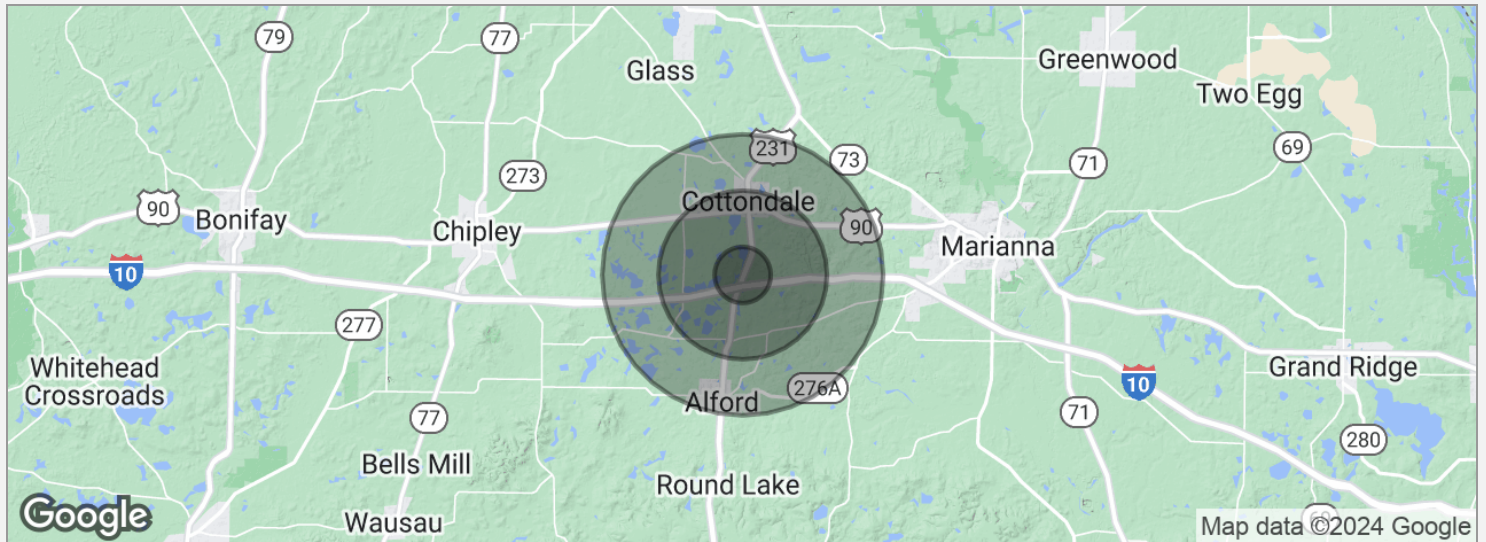 79
77
Glass
Greenwood
Two Egg
231
73
69
71
273
90
Bonifay
Cottondale
Chipley
90
Marianna
10
277
Whitehead
Crossroads
276A
10
Grand Ridge
Alford
77
71
280
Bells Mill
Round Lake
Wausau
Google
69
Map data ©2024 Google